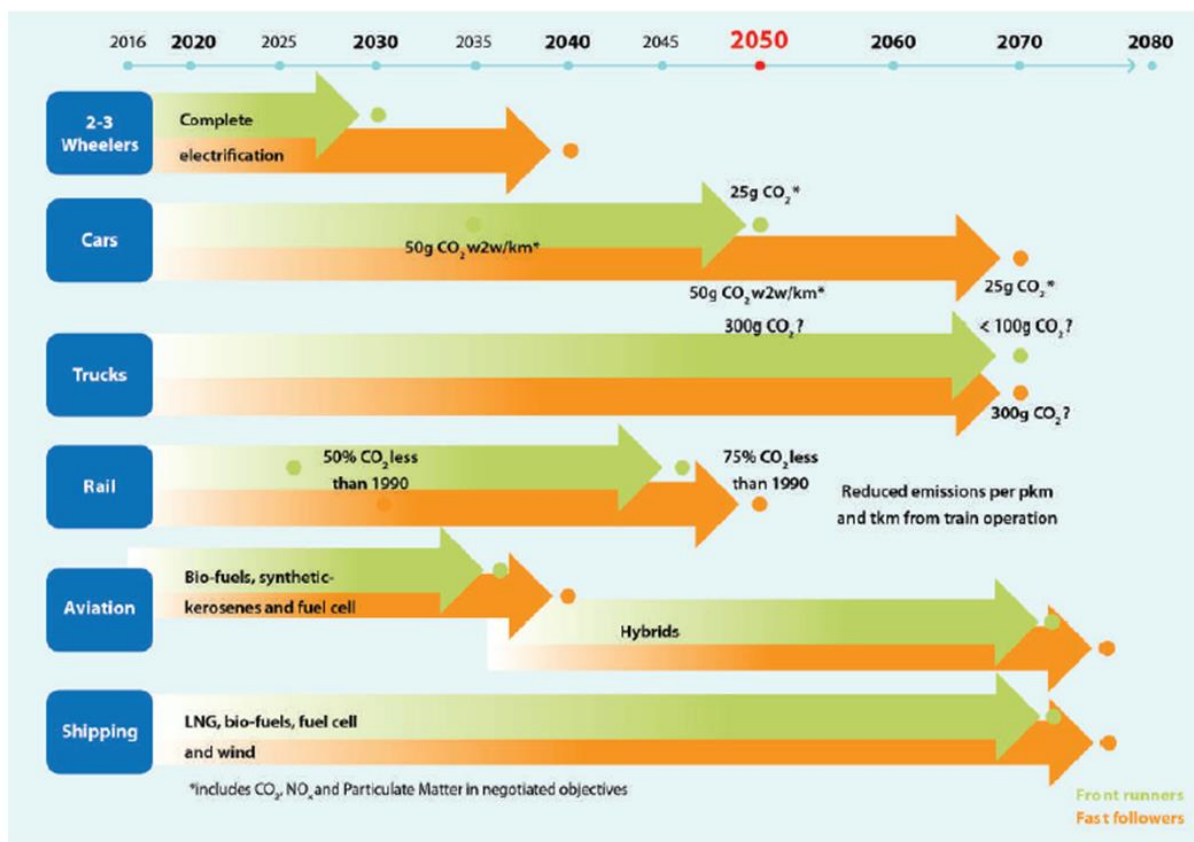 2016 2020 2025 2030 2035 2040 2045 2050 2060 2070 2080
2-3
Wheelers
Complete
electrification
Cars
25g CO₂*
50g CO₂ w2w/km*
50g CO₂ w2w/km*
25g CO₂*
300g CO₂?
< 100g CO₂?
Trucks
300g CO₂?
Rail
50% CO₂ less
than 1990
75% CO₂ less
than 1990
Reduced emissions per pkm
and tkm from train operation
Aviation
Bio-fuels, synthetic-
kerosenes and fuel cell
Hybrids
Shipping
LNG, bio-fuels, fuel cell
and wind
*includes CO₂, NOₓ and Particulate Matter in negotiated objectives
Front runners
Fast followers